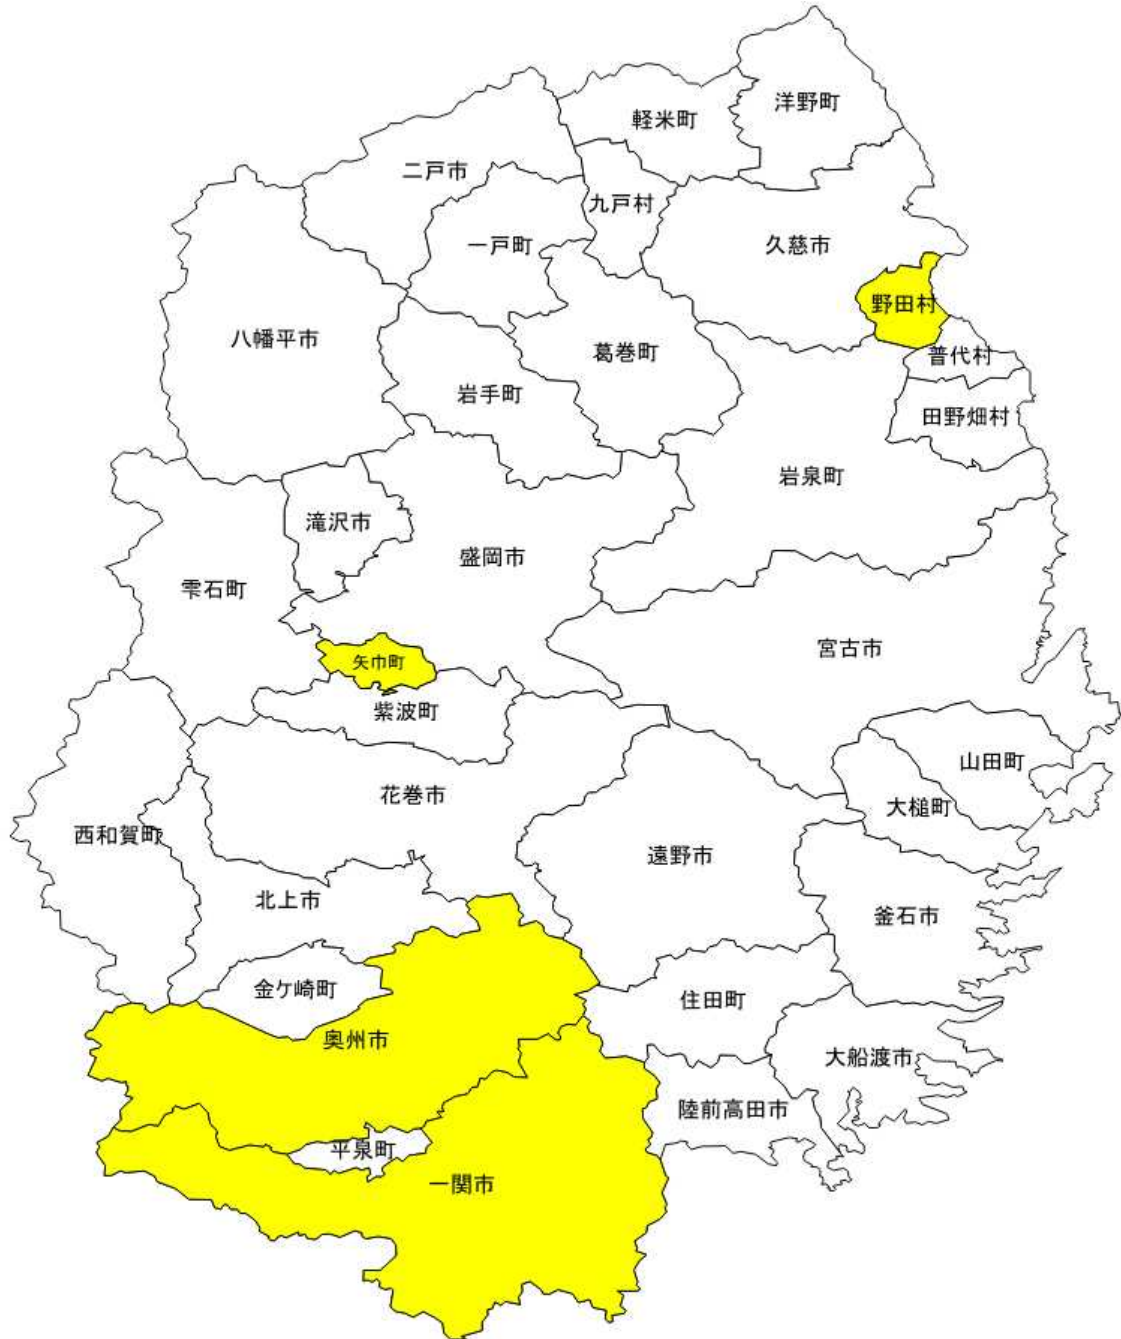 洋野町
軽米町
二戸市
九戸村
一戸町
久慈市
野田村
八幡平市
葛巻町
普代村
岩手町
田野畑村
岩泉町
滝沢市
盛岡市
雫石町
宮古市
矢巾町
紫波町
山田町
花巻市
大槌町
西和賀町
遠野市
北上市
釜石市
金ケ崎町
住田町
奥州市
大船渡市
陸前高田市
平泉町
一関市